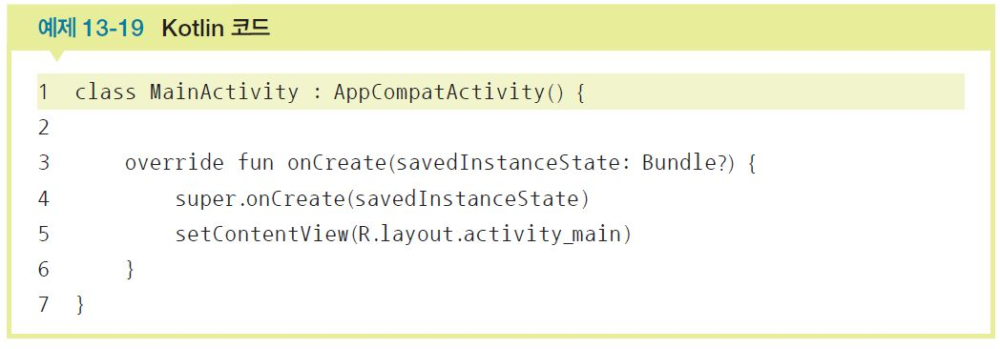 예제 13-19 Kotlin 코드
1 class MainActivity : AppCompatActivity() {
2
3 override fun onCreate(savedInstanceState: Bundle?) {
4 super.onCreate(savedInstanceState)
5 setContentView(R.layout.activity_main)
6 }
7 }